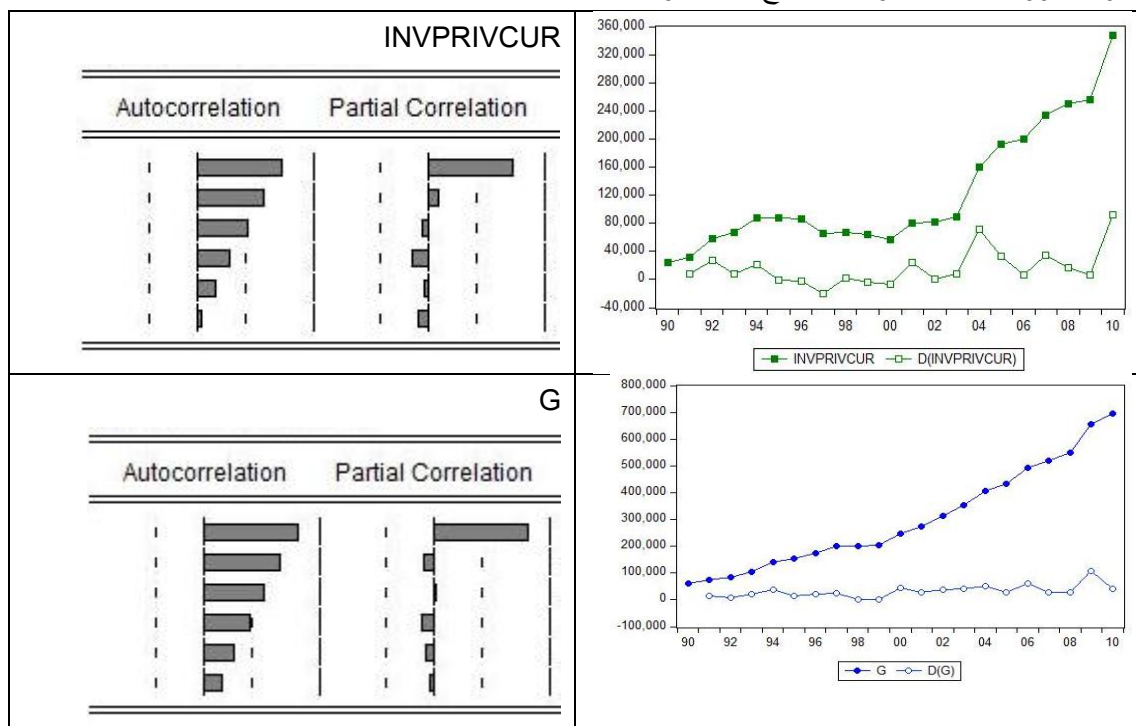 INVPRIVCUR
Autocorrelation Partial Correlation
360,000
320,000
280,000
240,000
200,000
160,000
120,000
80,000
40,000
0
-40,000
90 92 94 96 98 00 02 04 06 08 10
INVPRIVCUR D(INVPRIVCUR)
G
Autocorrelation Partial Correlation
800,000
700,000
600,000
500,000
400,000
300,000
200,000
100,000
0
-100,000
90 92 94 96 98 00 02 04 06 08 10
G D(G)